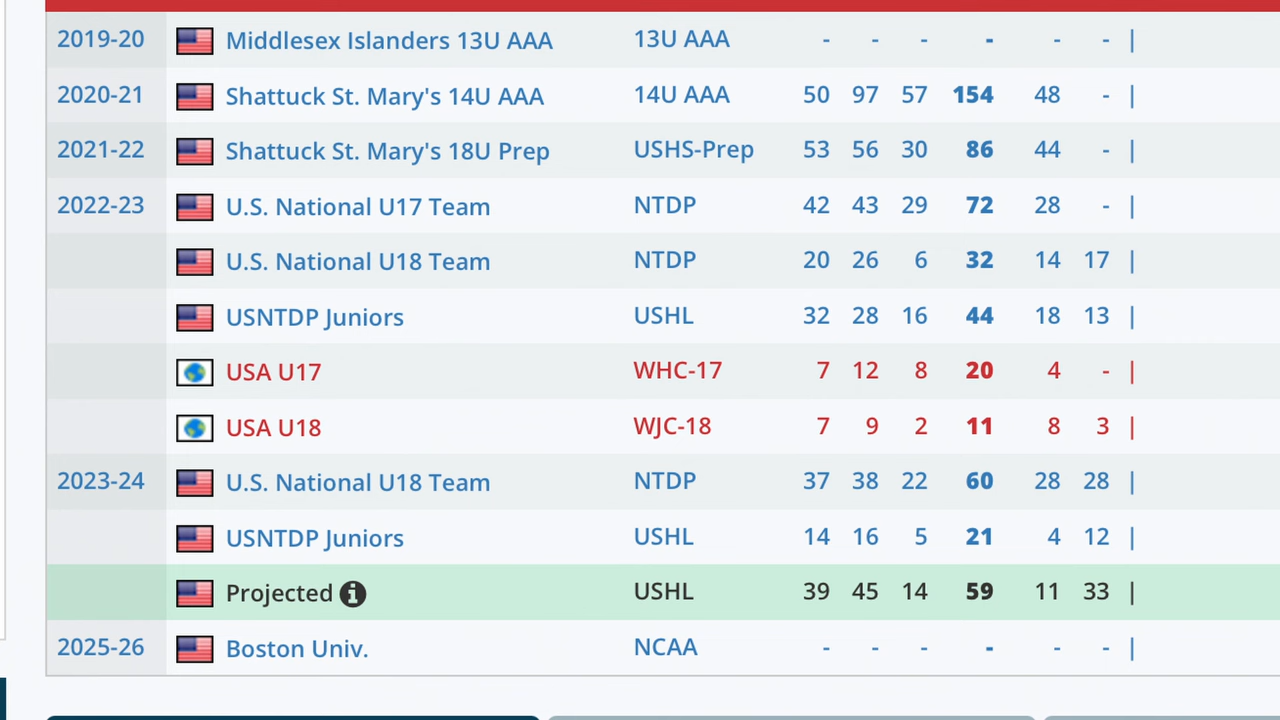 2019-20 Middlesex Islanders 13U AAA 13U AAA - - - - - - |
2020-21 Shattuck St. Mary's 14U AAA 14U AAA 50 97 57 154 48 - |
2021-22 Shattuck St. Mary's 18U Prep USHS-Prep 53 56 30 86 44 - |
2022-23 U.S. National U17 Team NTDP 42 43 29 72 28 - |
U.S. National U18 Team NTDP 20 26 6 32 14 17 |
USNTDP Juniors USHL 32 28 16 44 18 13 |
USA U17 WHC-17 7 12 8 20 4 - |
USA U18 WJC-18 7 9 2 11 8 3 |
2023-24 U.S. National U18 Team NTDP 37 38 22 60 28 28 |
USNTDP Juniors USHL 14 16 5 21 4 12 |
Projected i USHL 39 45 14 59 11 33 |
2025-26 Boston Univ. NCAA - - - - - - |